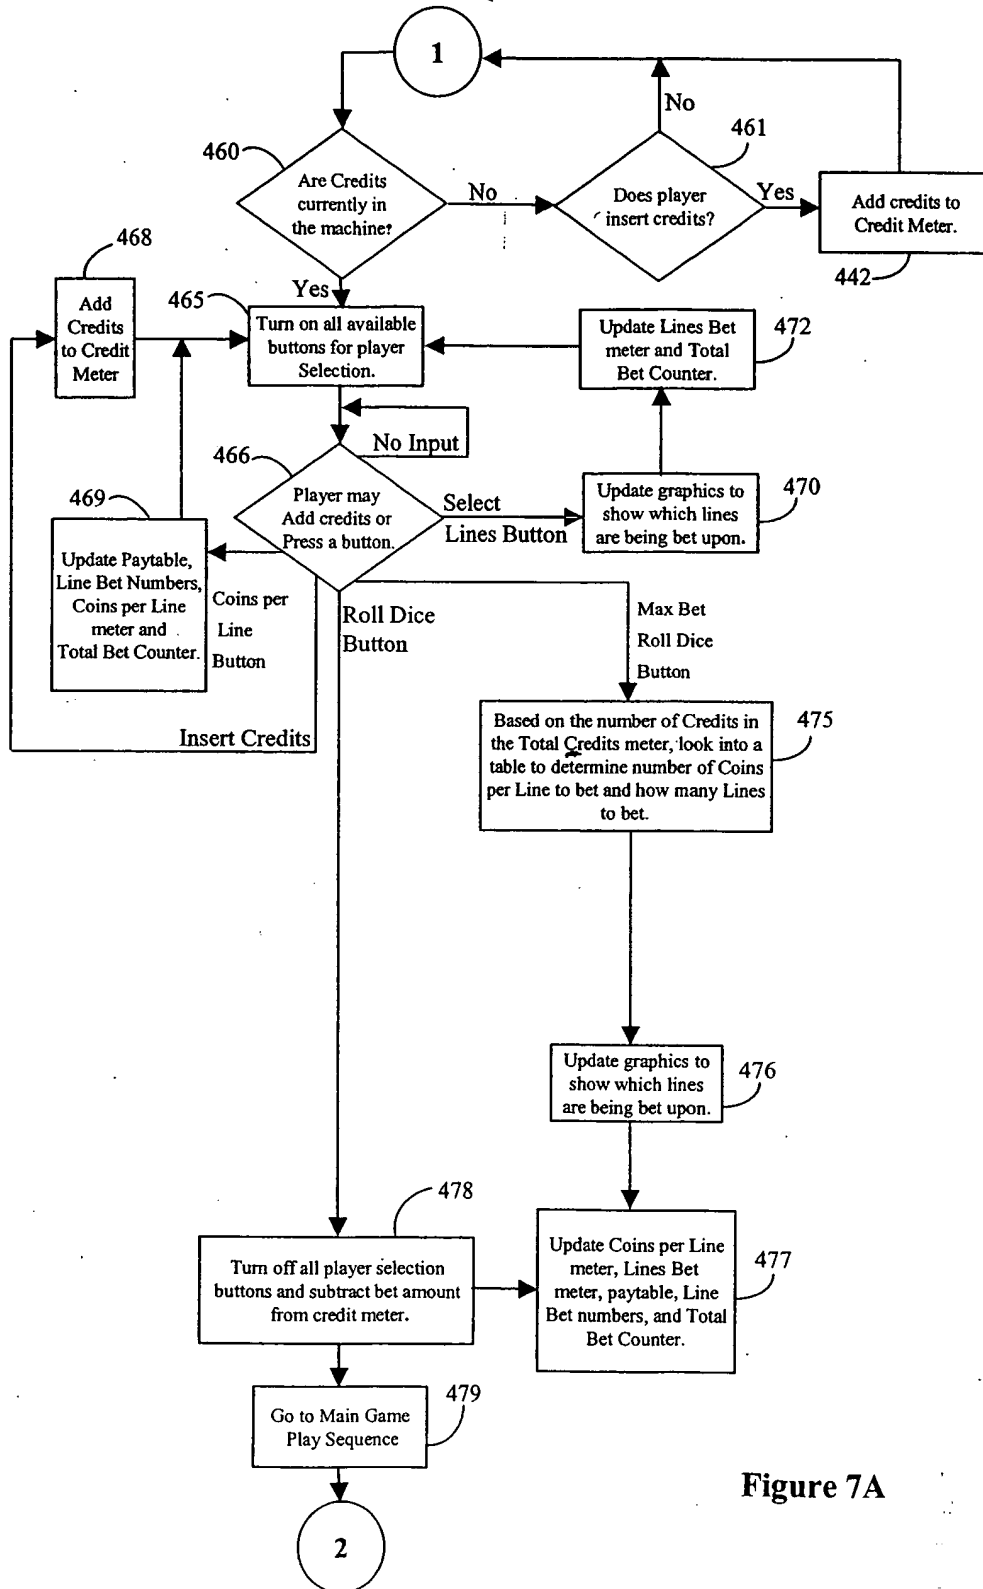 1
No
461
460
Are Credits
currently in
the machine?
No
Does player
insert credits?
Yes
Add credits to
Credit Meter.
442
468
Add
Credits
to Credit
Meter
Yes
465
Turn on all available
buttons for player
Selection.
Update Lines Bet
meter and Total
Bet Counter.
472
No Input
466
Player may
Add credits or
Press a button.
Select
Lines Button
Update graphics to
show which lines
are being bet upon.
470
469
Update Paytable,
Line Bet Numbers,
Coins per Line
meter and
Total Bet Counter.
Coins per
Line
Button
Roll Dice
Button
Max Bet
Roll Dice
Button
Insert Credits
Based on the number of Credits in
the Total Credits meter, look into a
table to determine number of Coins
per Line to bet and how many Lines
to bet.
475
Update graphics to
show which lines
are being bet upon.
476
478
Turn off all player selection
buttons and subtract bet amount
from credit meter.
Update Coins per Line
meter, Lines Bet
meter, paytable, Line
Bet numbers, and Total
Bet Counter.
477
Go to Main Game
Play Sequence
479
2
Figure 7A